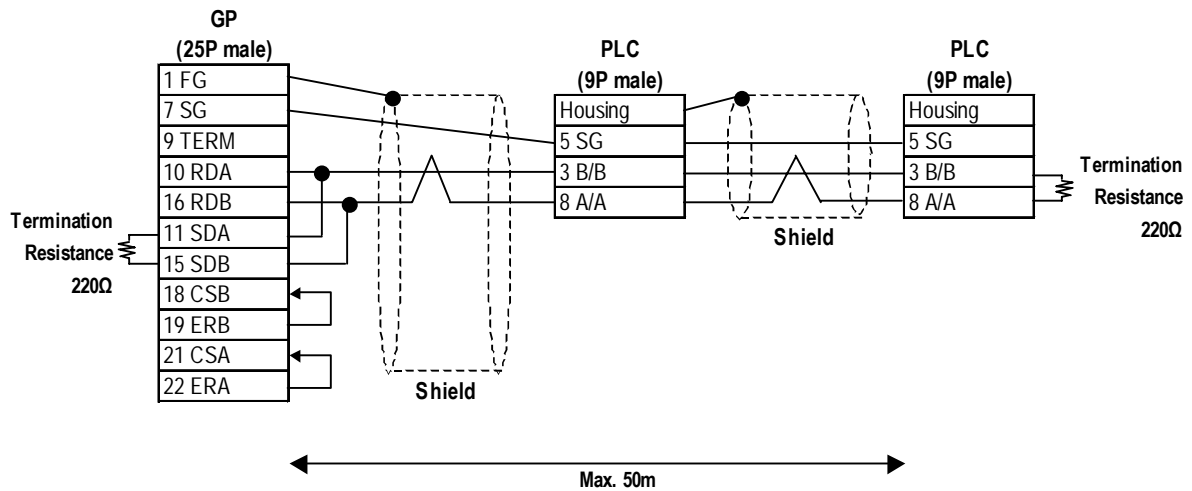 GP
(25P male)
1 FG
7 SG
9 TERM
10 RDA
16 RDB
11 SDA
15 SDB
18 CSB
19 ERB
21 CSA
22 ERA
Termination
Resistance
220Ω
Shield
PLC
(9P male)
Housing
5 SG
3 B/B
8 A/A
Shield
PLC
(9P male)
Housing
5 SG
3 B/B
8 A/A
Termination
Resistance
220Ω
Max. 50m